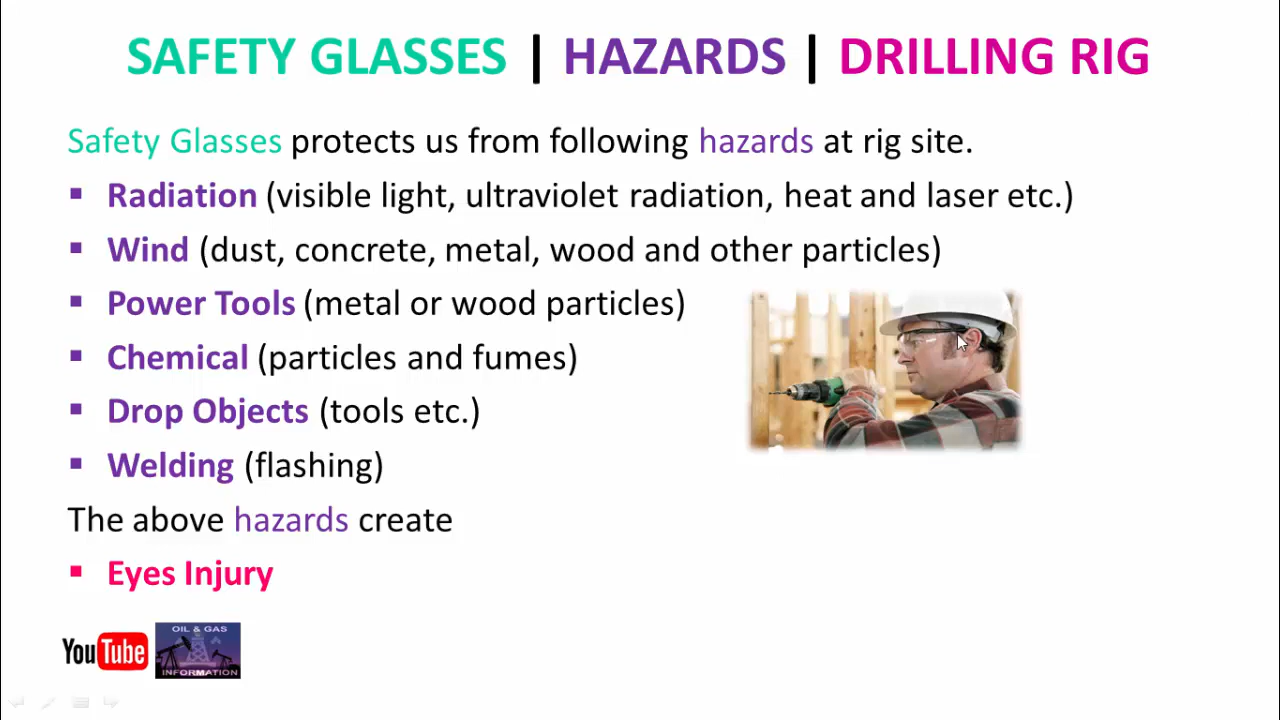 SAFETY GLASSES | HAZARDS | DRILLING RIG
Safety Glasses protects us from following hazards at rig site.
▪ Radiation (visible light, ultraviolet radiation, heat and laser etc.)
▪ Wind (dust, concrete, metal, wood and other particles)
▪ Power Tools (metal or wood particles)
▪ Chemical (particles and fumes)
▪ Drop Objects (tools etc.)
▪ Welding (flashing)
The above hazards create
▪ Eyes Injury
YouTube
OIL & GAS
INFORMATION